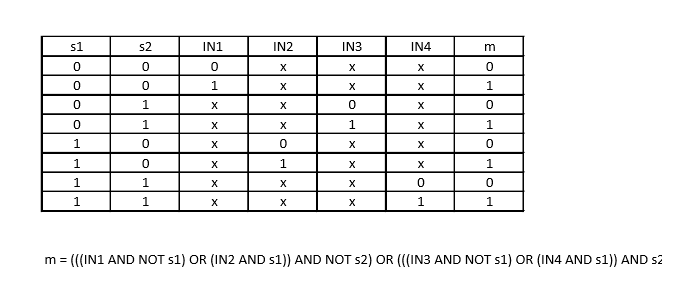 s1 s2 IN1 IN2 IN3 IN4 m
0 0 0 x x x 0
0 0 1 x x x 1
0 1 x x 0 x 0
0 1 x x 1 x 1
1 0 x 0 x x 0
1 0 x 1 x x 1
1 1 x x x 0 0
1 1 x x x 1 1
m = (((IN1 AND NOT s1) OR (IN2 AND s1)) AND NOT s2) OR (((IN3 AND NOT s1) OR (IN4 AND s1)) AND s2